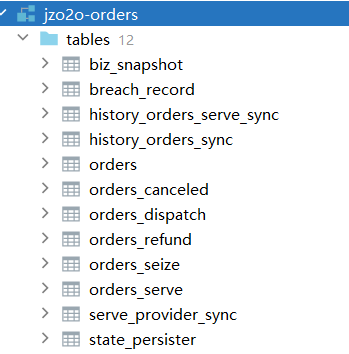 jzo2o-orders
tables 12
biz_snapshot
breach_record
history_orders_serve_sync
history_orders_sync
orders
orders_canceled
orders_dispatch
orders_refund
orders_seize
orders_serve
serve_provider_sync
state_persister